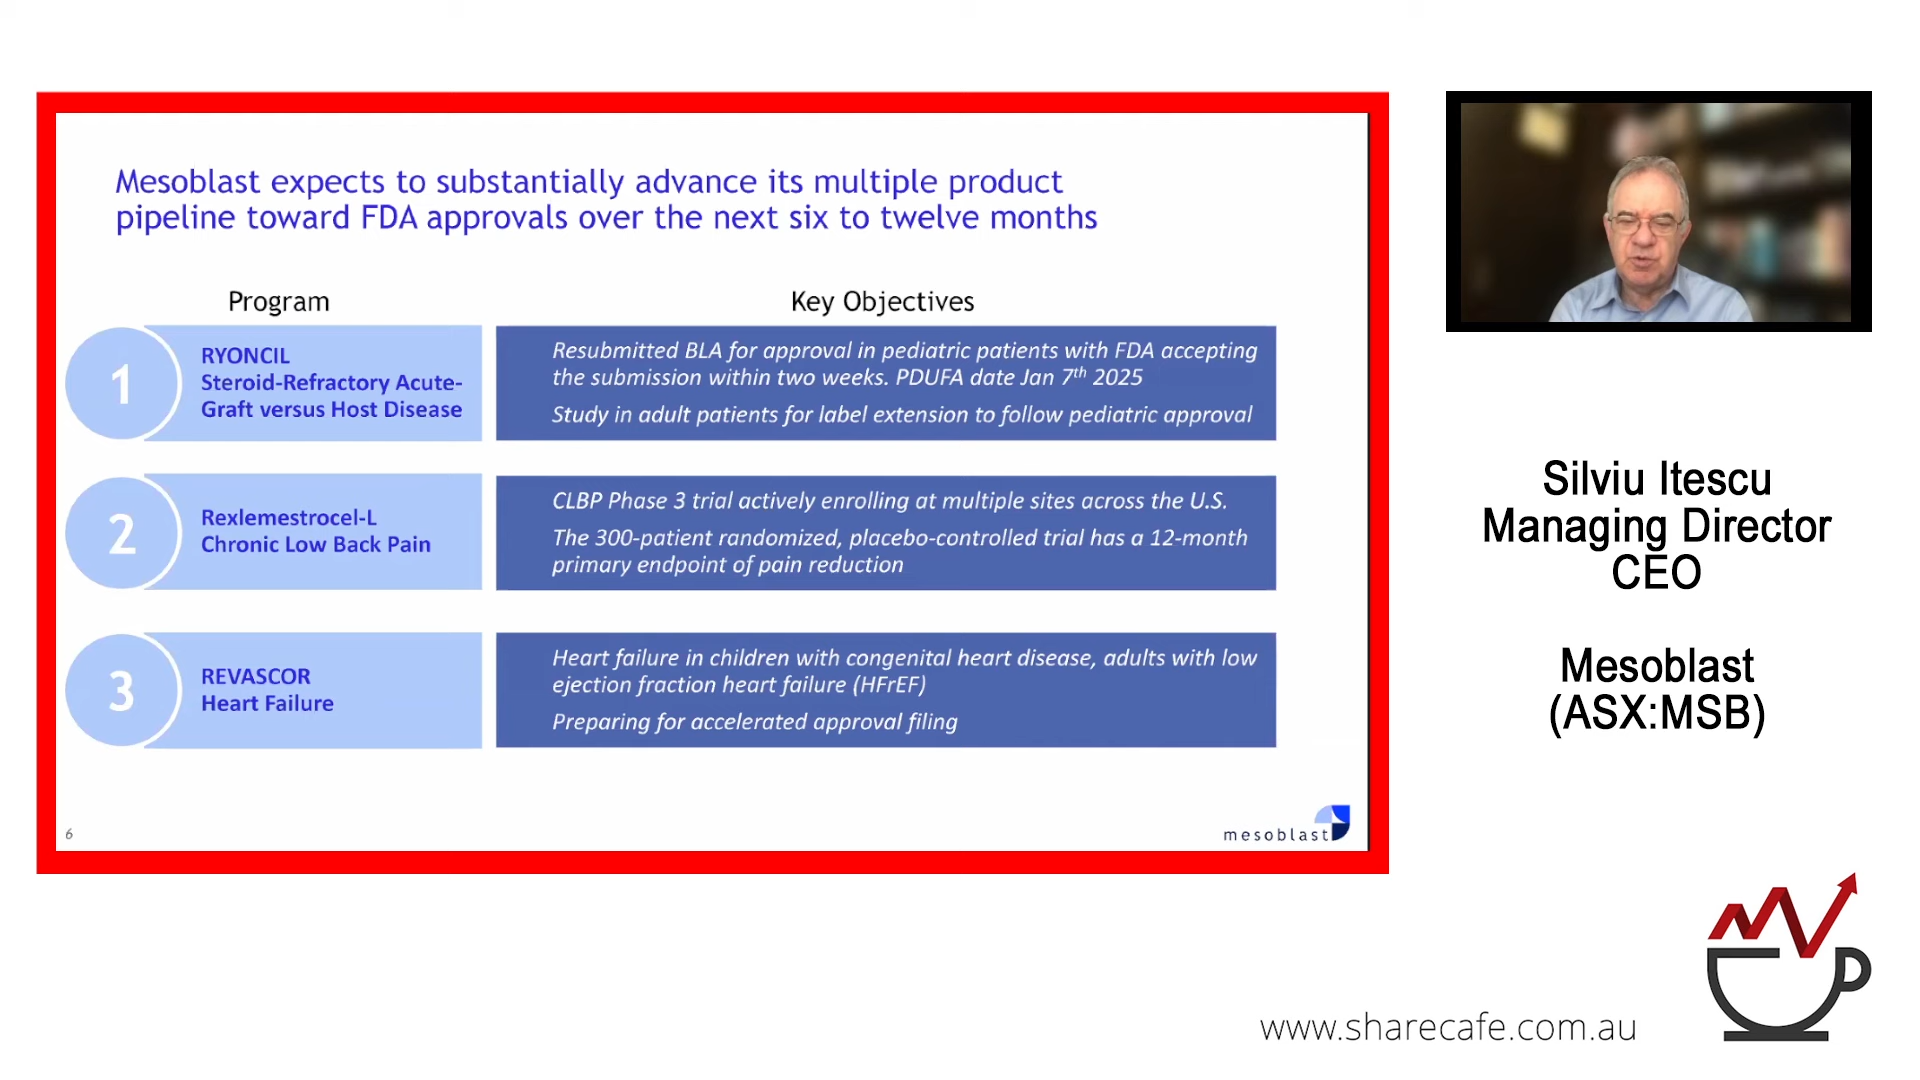 Mesoblast expects to substantially advance its multiple product
pipeline toward FDA approvals over the next six to twelve months
Program
Key Objectives
1
RYONCIL
Steroid-Refractory Acute-
Graft versus Host Disease
Resubmitted BLA for approval in pediatric patients with FDA accepting
the submission within two weeks. PDUFA date Jan 7th 2025
Study in adult patients for label extension to follow pediatric approval
2
Rexlemestrocel-L
Chronic Low Back Pain
CLBP Phase 3 trial actively enrolling at multiple sites across the U.S.
The 300-patient randomized, placebo-controlled trial has a 12-month
primary endpoint of pain reduction
3
REVASCOR
Heart Failure
Heart failure in children with congenital heart disease, adults with low
ejection fraction heart failure (HFrEF)
Preparing for accelerated approval filing
6
mesoblast
Silviu Itescu
Managing Director
CEO
Mesoblast
(ASX:MSB)
www.sharecafe.com.au